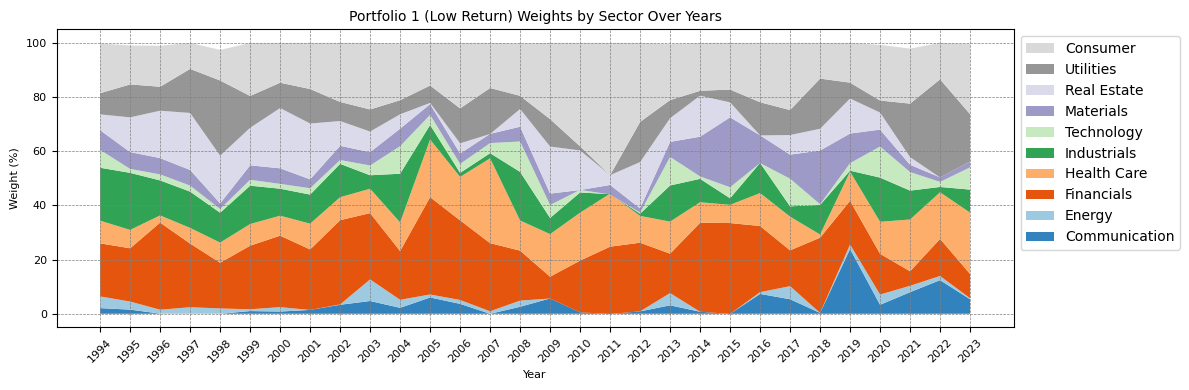 Portfolio 1 (Low Return) Weights by Sector Over Years
Weight (%)
100
80
60
40
20
0
1994
1995
1996
1997
1998
1999
2000
2001
2002
2003
2004
2005
2006
2007
2008
2009
2010
2011
2012
2013
2014
2015
2016
2017
2018
2019
2020
2021
2022
2023
Year
Consumer
Utilities
Real Estate
Materials
Technology
Industrials
Health Care
Financials
Energy
Communication